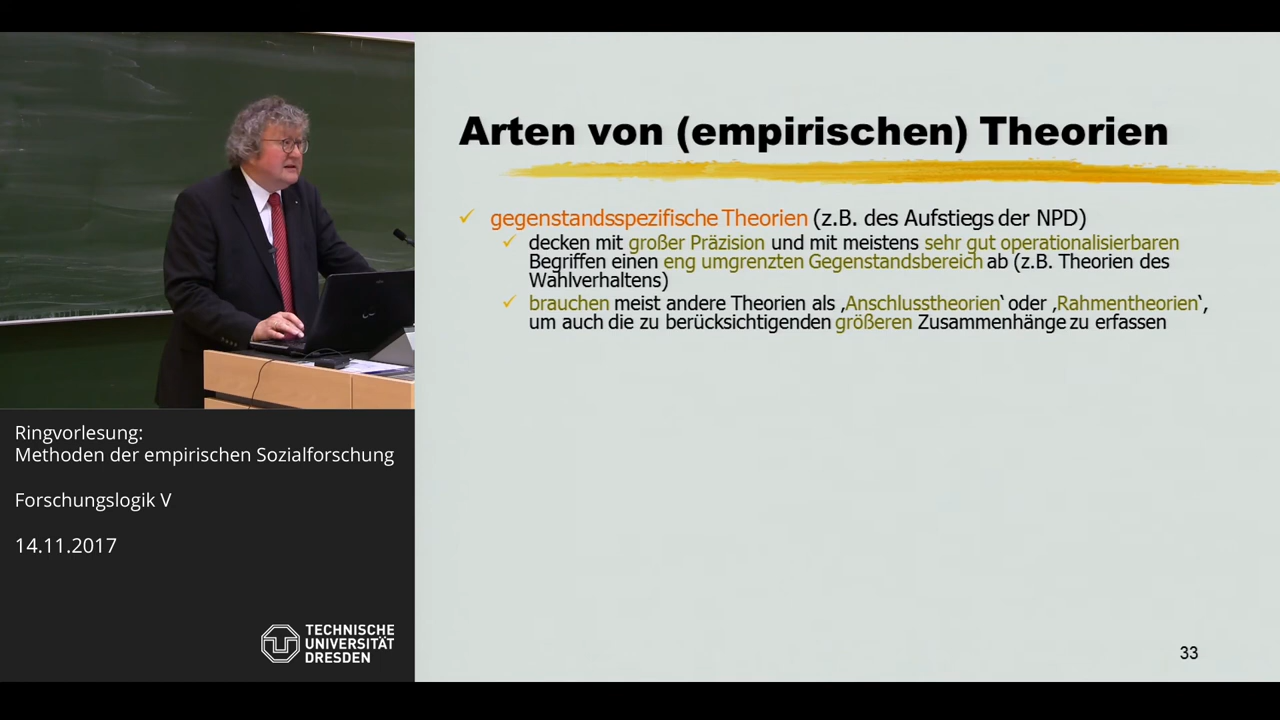 Arten von (empirischen) Theorien
gegenstandsspezifische Theorien (z.B. des Aufstiegs der NPD)
decken mit großer Präzision und mit meistens sehr gut operationalisierbaren
Begriffen einen eng umgrenzten Gegenstandsbereich ab (z.B. Theorien des
Wahlverhaltens)
brauchen meist andere Theorien als ‚Anschlusstheorien‘ oder ‚Rahmentheorien‘,
um auch die zu berücksichtigenden größeren Zusammenhänge zu erfassen
33
Ringvorlesung:
Methoden der empirischen Sozialforschung
Forschungslogik V
14.11.2017
TECHNISCHE
UNIVERSITÄT
DRESDEN